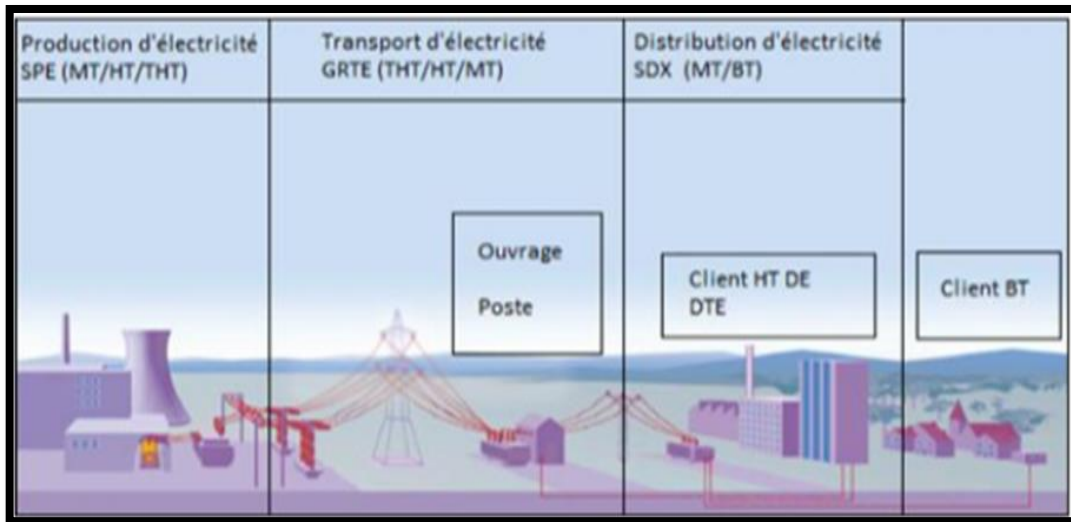 Production d'électricité
SPE (MT/HT/THT)
Transport d'électricité
GRTE (THT/HT/MT)
Distribution d'électricité
SDX (MT/BT)
Ouvrage
Poste
Client HT DE
DTE
Client BT